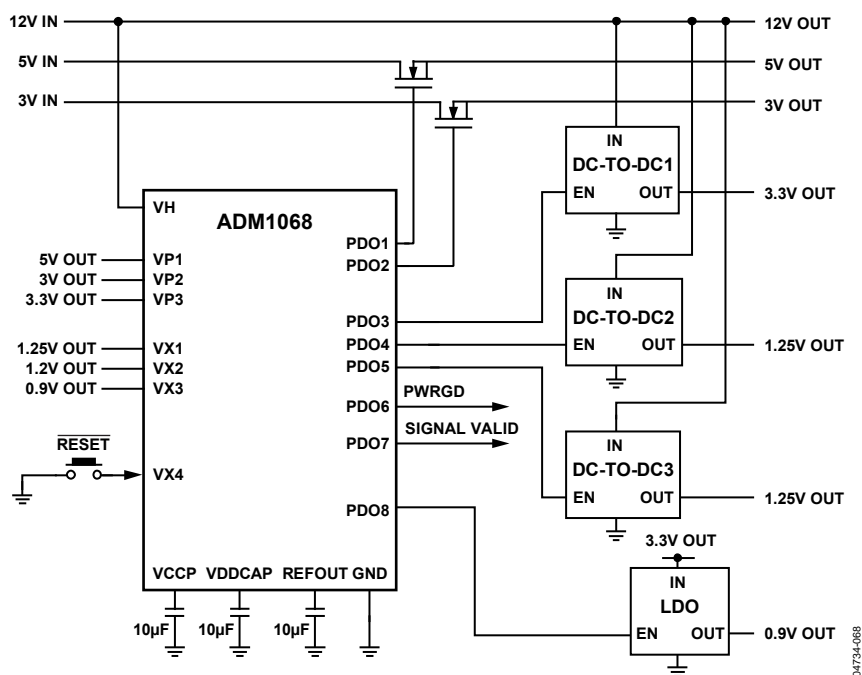 12V IN
12V OUT
5V IN
5V OUT
3V IN
3V OUT
IN
DC-TO-DC1
EN OUT
3.3V OUT
VH
ADM1068
PDO1
PDO2
5V OUT VP1
3V OUT VP2
3.3V OUT VP3
PDO3
1.25V OUT VX1
1.2V OUT VX2
0.9V OUT VX3
PDO4
PDO5
IN
DC-TO-DC2
EN OUT
1.25V OUT
PDO6
PWRGD
PDO7
SIGNAL VALID
RESET
VX4
IN
DC-TO-DC3
EN OUT
1.25V OUT
PDO8
3.3V OUT
IN
LDO
EN OUT
0.9V OUT
VCCP VDDCAP REFOUT GND
10µF 10µF 10µF
04734-068